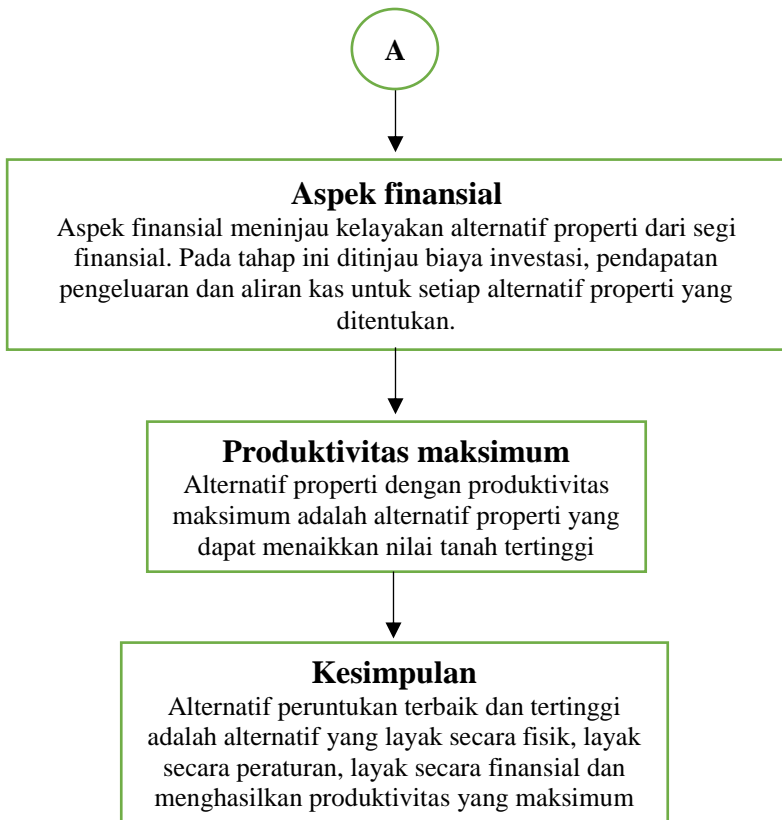 A
Aspek finansial
Aspek finansial meninjau kelayakan alternatif properti dari segi
finansial. Pada tahap ini ditinjau biaya investasi, pendapatan
pengeluaran dan aliran kas untuk setiap alternatif properti yang
ditentukan.
Produktivitas maksimum
Alternatif properti dengan produktivitas
maksimum adalah alternatif properti yang
dapat menaikkan nilai tanah tertinggi
Kesimpulan
Alternatif peruntukan terbaik dan tertinggi
adalah alternatif yang layak secara fisik, layak
secara peraturan, layak secara finansial dan
menghasilkan produktivitas yang maksimum